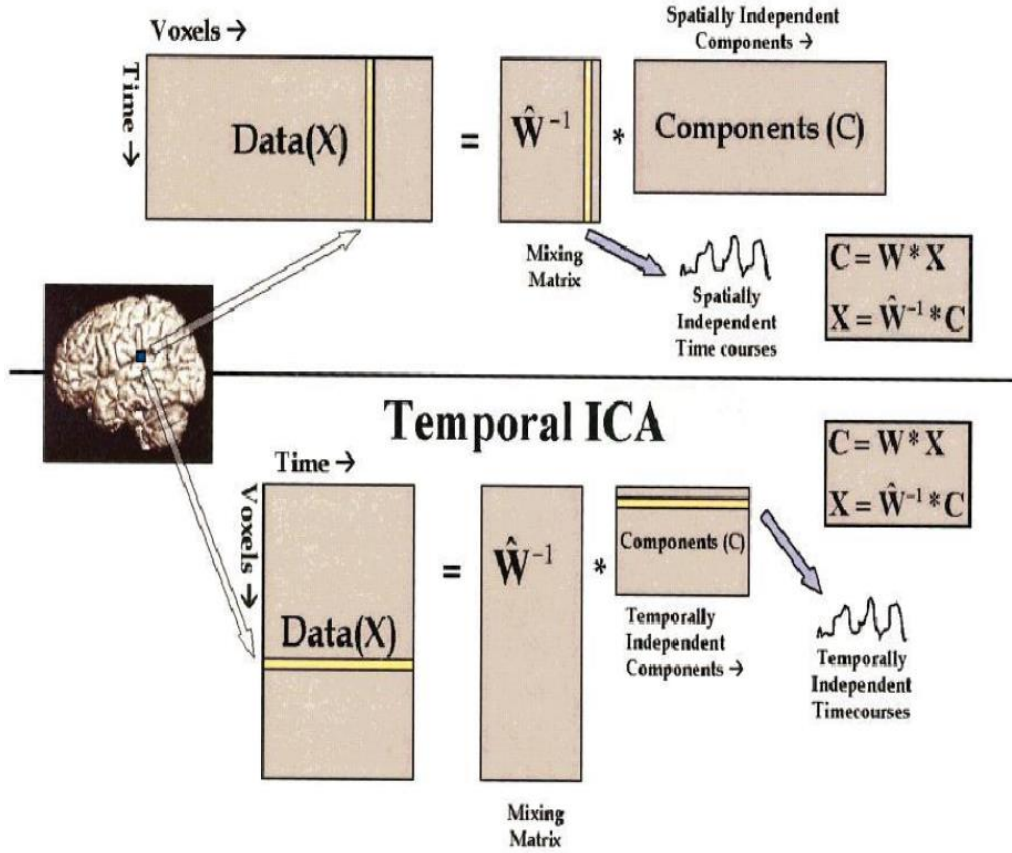 Spatially Independent
Components →
Voxels →
Time →
Data(X)
=
Ŵ⁻¹
*
Components (C)
Mixing
Matrix
Spatially
Independent
Time courses
C = W * X
X = Ŵ⁻¹ * C
Temporal ICA
Time →
Voxels →
Data(X)
=
Ŵ⁻¹
*
Components (C)
Temporally
Independent
Components →
Mixing
Matrix
Temporally
Independent
Timecourses
C = W * X
X = Ŵ⁻¹ * C